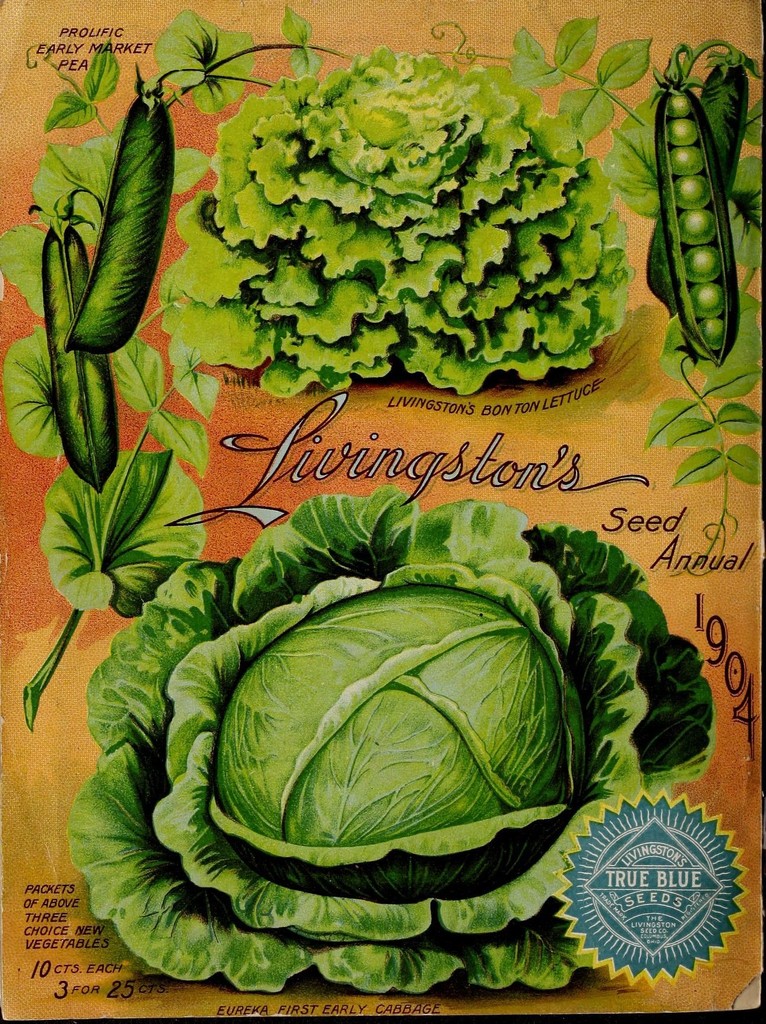 PROLIFIC
EARLY MARKET
PEA
LIVINGSTON'S BON TON LETTUCE
Livingston's
Seed
Annual
1904
LIVINGSTON'S
TRUE BLUE
SEEDS
THE
LIVINGSTON
SEED CO.
COLUMBUS
OHIO
PACKETS
OF ABOVE
THREE
CHOICE NEW
VEGETABLES
10 CTS. EACH
3 FOR 25 CTS.
EUREKA FIRST EARLY CABBAGE